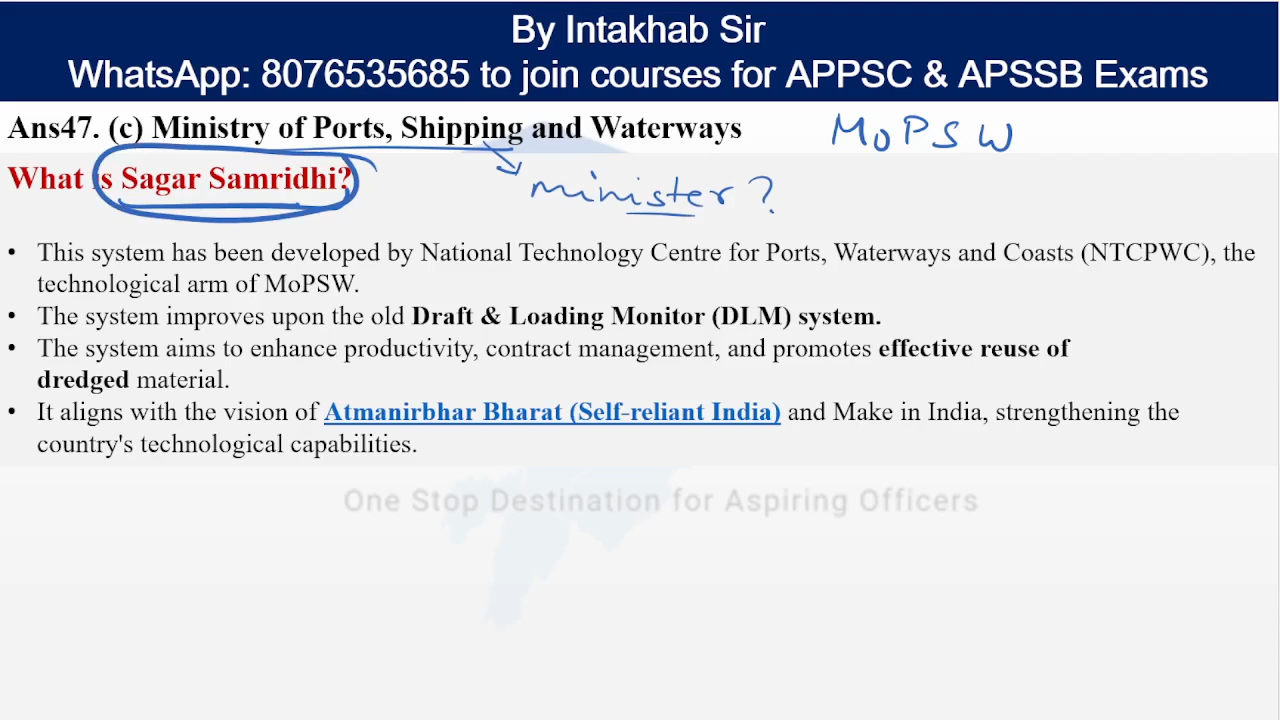 By Intakhab Sir
WhatsApp: 8076535685 to join courses for APPSC & APSSB Exams
Ans47. (c) Ministry of Ports, Shipping and Waterways
MoPSW
What is Sagar Samridhi?
minister?
• This system has been developed by National Technology Centre for Ports, Waterways and Coasts (NTCPWC), the
technological arm of MoPSW.
• The system improves upon the old Draft & Loading Monitor (DLM) system.
• The system aims to enhance productivity, contract management, and promotes effective reuse of
dredged material.
• It aligns with the vision of Atmanirbhar Bharat (Self-reliant India) and Make in India, strengthening the
country's technological capabilities.
One Stop Destination for Aspiring Officers